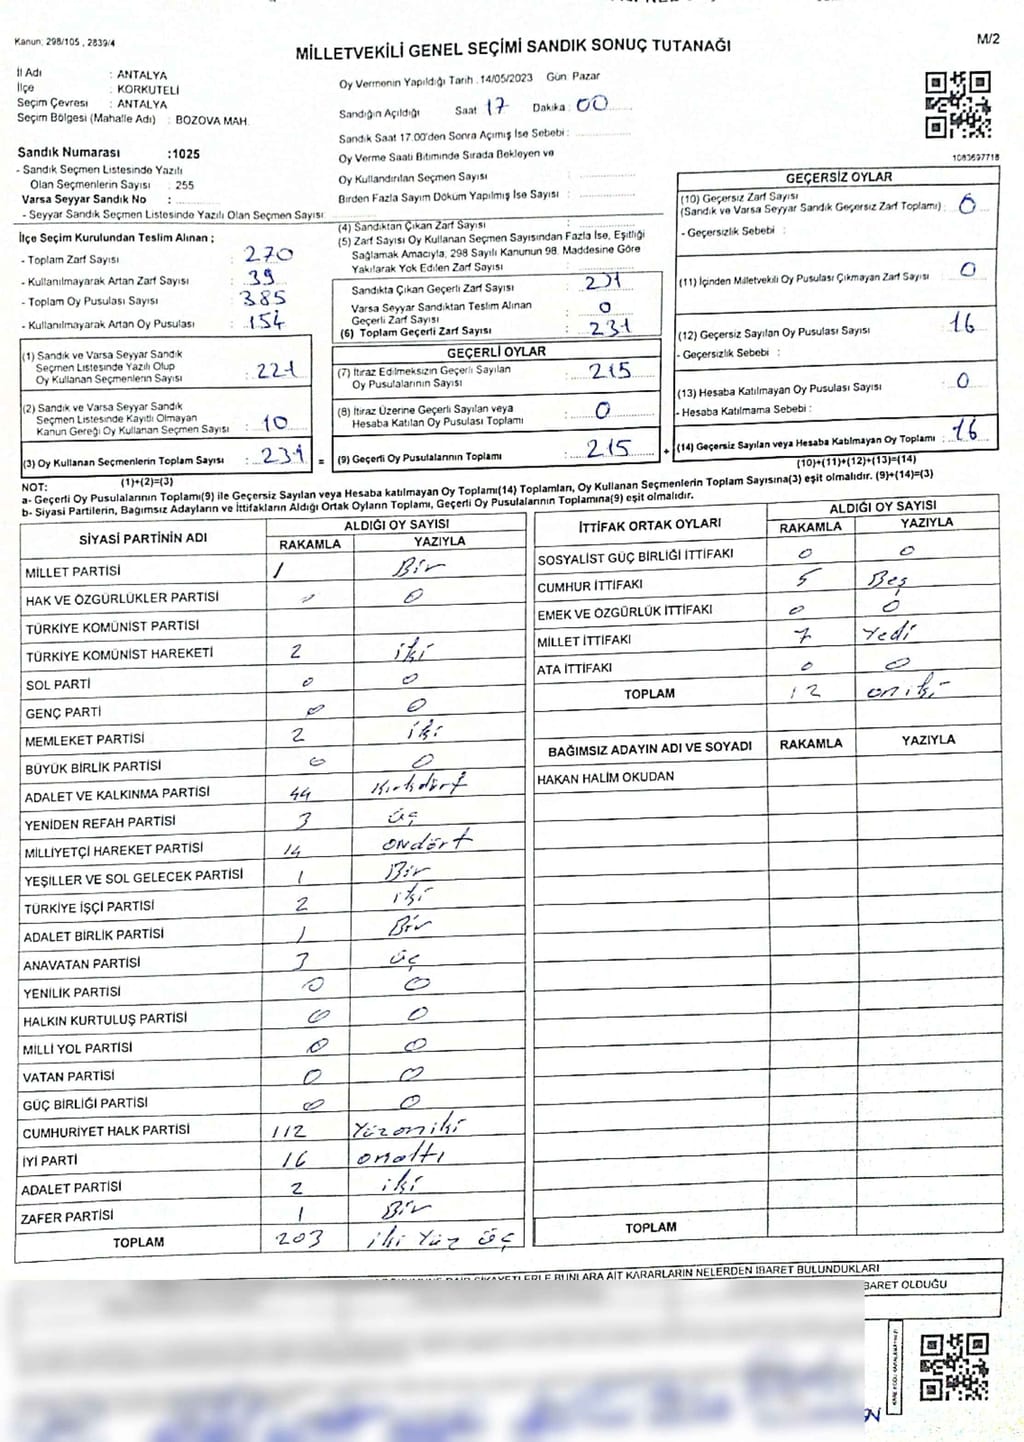 Kanun: 298/105 , 2839/4
MİLLETVEKİLİ GENEL SEÇİMİ SANDIK SONUÇ TUTANAĞI
M/2
İl Adı : ANTALYA
İlçe : KORKUTELİ
Seçim Çevresi : ANTALYA
Seçim Bölgesi (Mahalle Adı) : BOZOVA MAH.
Oy Vermenin Yapıldığı Tarih :14/05/2023 Gün: Pazar
Sandığın Açıldığı Saat : 17 Dakika : 00
Sandık Saat 17.00'den Sonra Açımış İse Sebebi :
Oy Verme Saati Bitiminde Sırada Bekleyen ve
Oy Kullandırılan Seçmen Sayısı :
Birden Fazla Sayım Döküm Yapılmış İse Sayısı :
1083697718
Sandık Numarası :1025
- Sandık Seçmen Listesinde Yazılı
Olan Seçmenlerin Sayısı : 255
Varsa Seyyar Sandık No :
- Seyyar Sandık Seçmen Listesinde Yazılı Olan Seçmen Sayısı:
İlçe Seçim Kurulundan Teslim Alınan ;
- Toplam Zarf Sayısı : 270
- Kullanılmayarak Artan Zarf Sayısı : 39
- Toplam Oy Pusulası Sayısı : 385
- Kullanılmayarak Artan Oy Pusulası : 154
(1) Sandık ve Varsa Seyyar Sandık
Seçmen Listesinde Yazılı Olup
Oy Kullanan Seçmenlerin Sayısı : 221
(2) Sandık ve Varsa Seyyar Sandık
Seçmen Listesinde Kayıtlı Olmayan
Kanun Gereği Oy Kullanan Seçmen Sayısı : 10
(3) Oy Kullanan Seçmenlerin Toplam Sayısı : 231 =
(1)+(2)=(3)
(4) Sandıktan Çıkan Zarf Sayısı :
(5) Zarf Sayısı Oy Kullanan Seçmen Sayısından Fazla İse, Eşitliği
Sağlamak Amacıyla, 298 Sayılı Kanunun 98. Maddesine Göre
Yakılarak Yok Edilen Zarf Sayısı :
Sandıkta Çıkan Geçerli Zarf Sayısı : 231
Varsa Seyyar Sandıktan Teslim Alınan
Geçerli Zarf Sayısı : 0
(6) Toplam Geçerli Zarf Sayısı : 231
GEÇERLİ OYLAR
(7) İtiraz Edilmeksizin Geçerli Sayılan
Oy Pusulalarının Sayısı : 215
(8) İtiraz Üzerine Geçerli Sayılan veya
Hesaba Katılan Oy Pusulası Toplamı : 0
(9) Geçerli Oy Pusulalarının Toplamı : 215 +
GEÇERSİZ OYLAR
(10) Geçersiz Zarf Sayısı
(Sandık ve Varsa Seyyar Sandık Geçersiz Zarf Toplamı) : 0
- Geçersizlik Sebebi :
(11) İçinden Milletvekili Oy Pusulası Çıkmayan Zarf Sayısı : 0
(12) Geçersiz Sayılan Oy Pusulası Sayısı : 16
- Geçersizlik Sebebi :
(13) Hesaba Katılmayan Oy Pusulası Sayısı : 0
- Hesaba Katılmama Sebebi :
(14) Geçersiz Sayılan veya Hesaba Katılmayan Oy Toplamı : 16
(10)+(11)+(12)+(13)=(14)
NOT:
a- Geçerli Oy Pusulalarının Toplamı(9) ile Geçersiz Sayılan veya Hesaba katılmayan Oy Toplamı(14) Toplamları, Oy Kullanan Seçmenlerin Toplam Sayısına(3) eşit olmalıdır. (9)+(14)=(3)
b- Siyasi Partilerin, Bağımsız Adayların ve İttifakların Aldığı Ortak Oyların Toplamı, Geçerli Oy Pusulalarının Toplamına(9) eşit olmalıdır.
SİYASİ PARTİNİN ADI ALDIĞI OY SAYISI
RAKAMLA YAZIYLA
MİLLET PARTİSİ 1 Bir
HAK VE ÖZGÜRLÜKLER PARTİSİ 0 0
TÜRKİYE KOMÜNİST PARTİSİ
TÜRKİYE KOMÜNİST HAREKETİ 2 iki
SOL PARTİ 0 0
GENÇ PARTİ 0 0
MEMLEKET PARTİSİ 2 iki
BÜYÜK BİRLİK PARTİSİ 0 0
ADALET VE KALKINMA PARTİSİ 44 Kırkdört
YENİDEN REFAH PARTİSİ 3 üç
MİLLİYETÇİ HAREKET PARTİSİ 14 ondört
YEŞİLLER VE SOL GELECEK PARTİSİ 1 Bir
TÜRKİYE İŞÇİ PARTİSİ 2 iki
ADALET BİRLİK PARTİSİ 1 Bir
ANAVATAN PARTİSİ 3 üç
YENİLİK PARTİSİ 0 0
HALKIN KURTULUŞ PARTİSİ 0 0
MİLLİ YOL PARTİSİ 0 0
VATAN PARTİSİ 0 0
GÜÇ BİRLİĞİ PARTİSİ 0 0
CUMHURİYET HALK PARTİSİ 112 Yüzoniki
İYİ PARTİ 16 onaltı
ADALET PARTİSİ 2 iki
ZAFER PARTİSİ 1 Bir
TOPLAM 203 iki Yüz üç
İTTİFAK ORTAK OYLARI ALDIĞI OY SAYISI
RAKAMLA YAZIYLA
SOSYALİST GÜÇ BİRLİĞİ İTTİFAKI 0 0
CUMHUR İTTİFAKI 5 Beş
EMEK VE ÖZGÜRLÜK İTTİFAKI 0 0
MİLLET İTTİFAKI 7 Yedi
ATA İTTİFAKI 0 0
TOPLAM 12 oniki
BAĞIMSIZ ADAYIN ADI VE SOYADI RAKAMLA YAZIYLA
HAKAN HALİM OKUDAN
TOPLAM
ŞİKAYETLERLE BUNLARA AİT KARARLARIN NELERDEN İBARET BULUNDUKLARI
BARET OLDUĞU